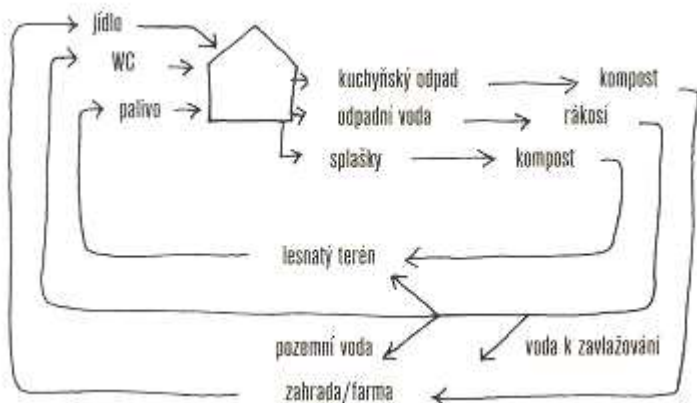 jídlo
WC
palivo
kuchyňský odpad
kompost
odpadní voda
rákosí
splašky
kompost
lesnatý terén
pozemní voda
voda k zavlažování
zahrada/farma